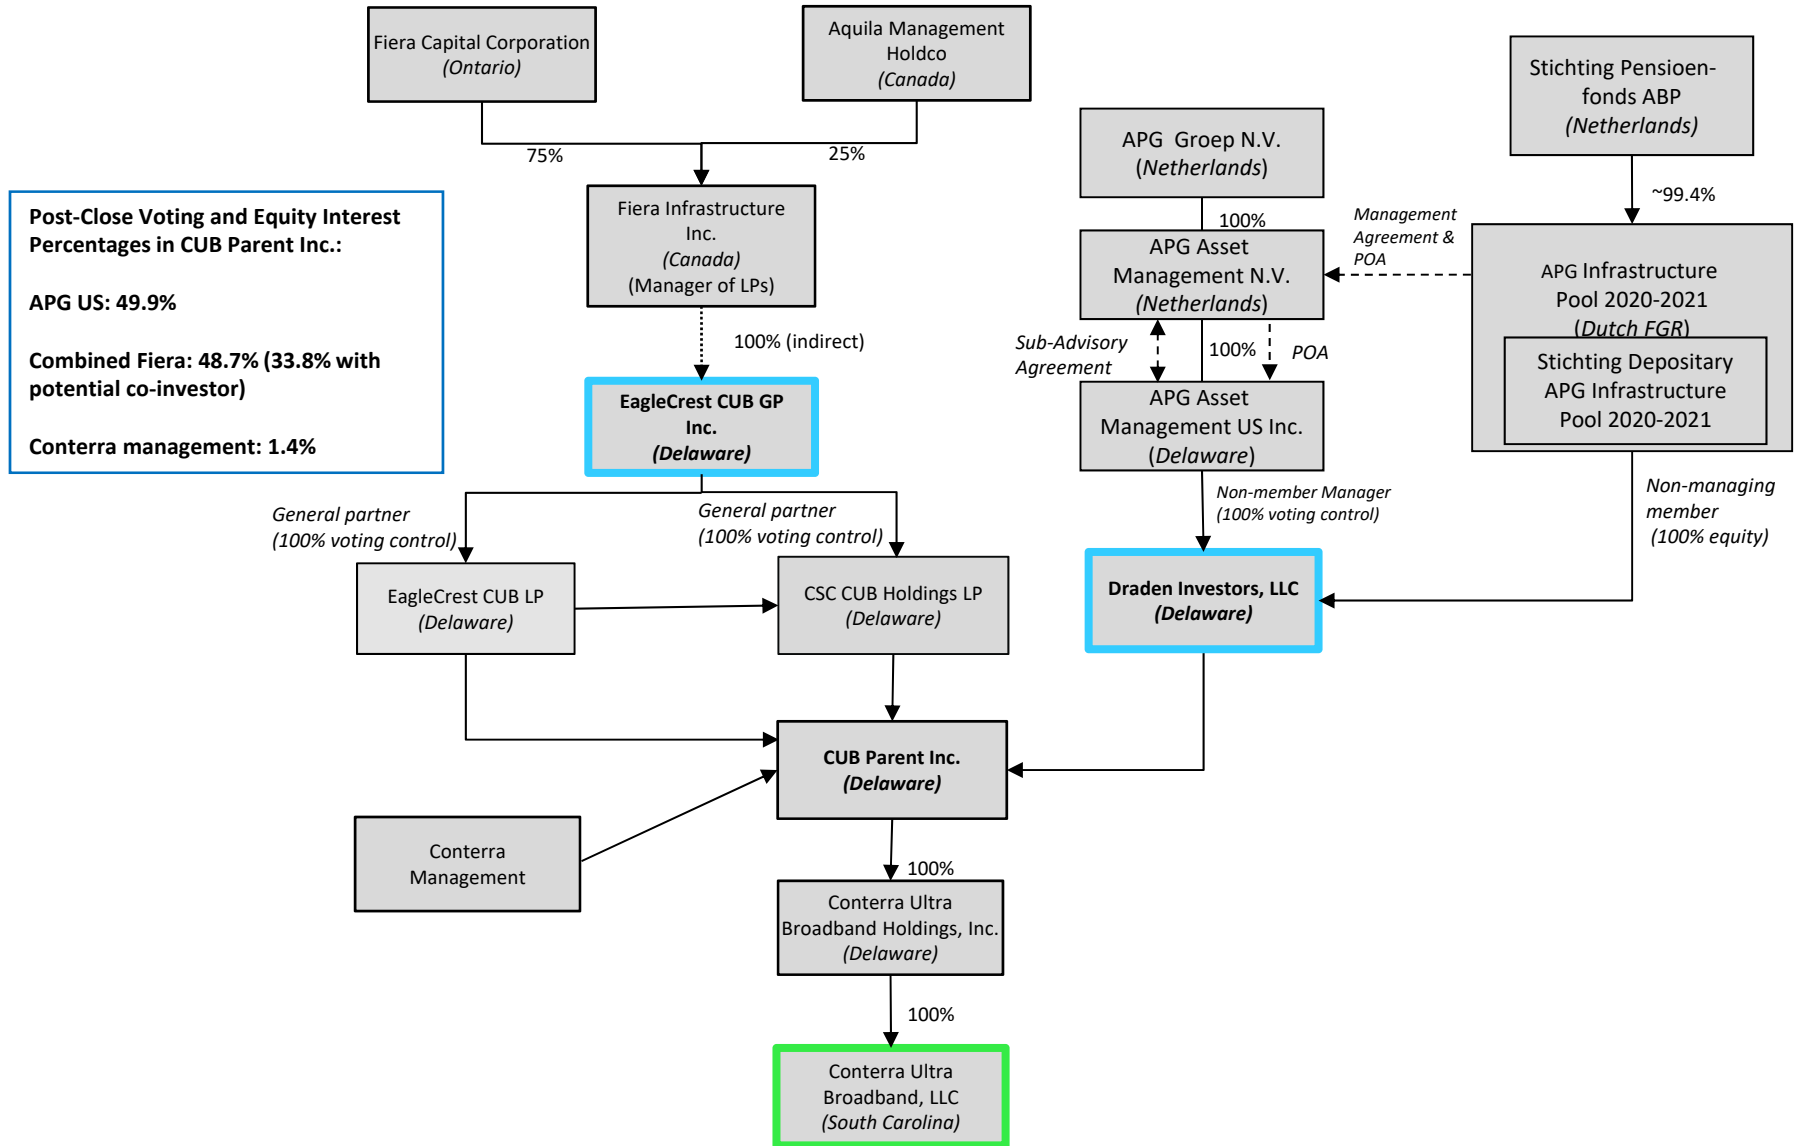 Fiera Capital Corporation
(Ontario)
Aquila Management
Holdco
(Canada)
Stichting Pensioen-
fonds ABP
(Netherlands)
APG Groep N.V.
(Netherlands)
75%
25%
~99.4%
Post-Close Voting and Equity Interest
Percentages in CUB Parent Inc.:
APG US: 49.9%
Combined Fiera: 48.7% (33.8% with
potential co-investor)
Conterra management: 1.4%
Fiera Infrastructure
Inc.
(Canada)
(Manager of LPs)
100%
Management
Agreement &
POA
APG Asset
Management N.V.
(Netherlands)
APG Infrastructure
Pool 2020-2021
(Dutch FGR)
Stichting Depositary
APG Infrastructure
Pool 2020-2021
100% (indirect)
Sub-Advisory
Agreement
100%
POA
EagleCrest CUB GP
Inc.
(Delaware)
APG Asset
Management US Inc.
(Delaware)
General partner
(100% voting control)
General partner
(100% voting control)
Non-member Manager
(100% voting control)
Non-managing
member
(100% equity)
EagleCrest CUB LP
(Delaware)
CSC CUB Holdings LP
(Delaware)
Draden Investors, LLC
(Delaware)
CUB Parent Inc.
(Delaware)
Conterra
Management
100%
Conterra Ultra
Broadband Holdings, Inc.
(Delaware)
100%
Conterra Ultra
Broadband, LLC
(South Carolina)